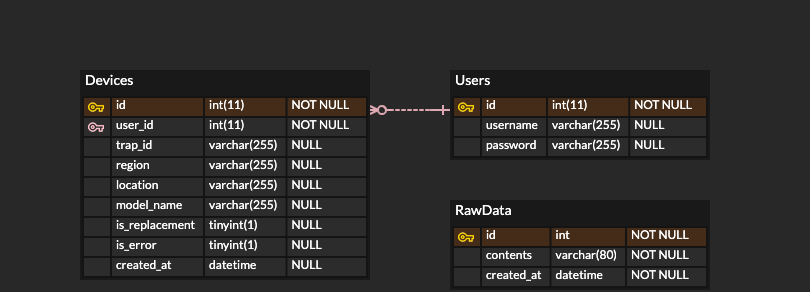 Devices
id int(11) NOT NULL
user_id int(11) NOT NULL
trap_id varchar(255) NULL
region varchar(255) NULL
location varchar(255) NULL
model_name varchar(255) NULL
is_replacement tinyint(1) NULL
is_error tinyint(1) NULL
created_at datetime NULL
Users
id int(11) NOT NULL
username varchar(255) NULL
password varchar(255) NULL
RawData
id int NOT NULL
contents varchar(80) NOT NULL
created_at datetime NOT NULL